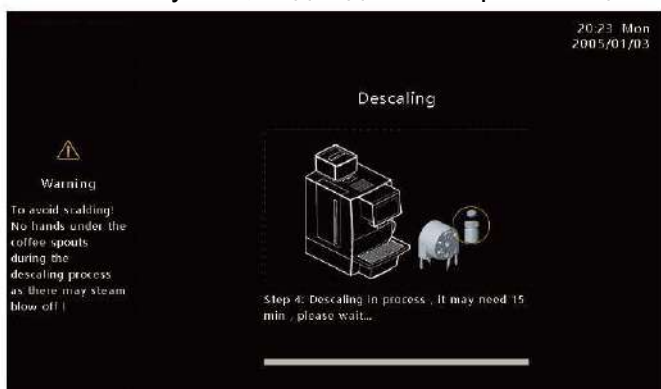 20:23 Mon
2005/01/03
Descaling
Warning
To avoid scalding!
No hands under the
coffee spouts
during the
descaling process
as there may steam
blow off !
Step 4: Descaling in process , it may need 15
min , please wait...